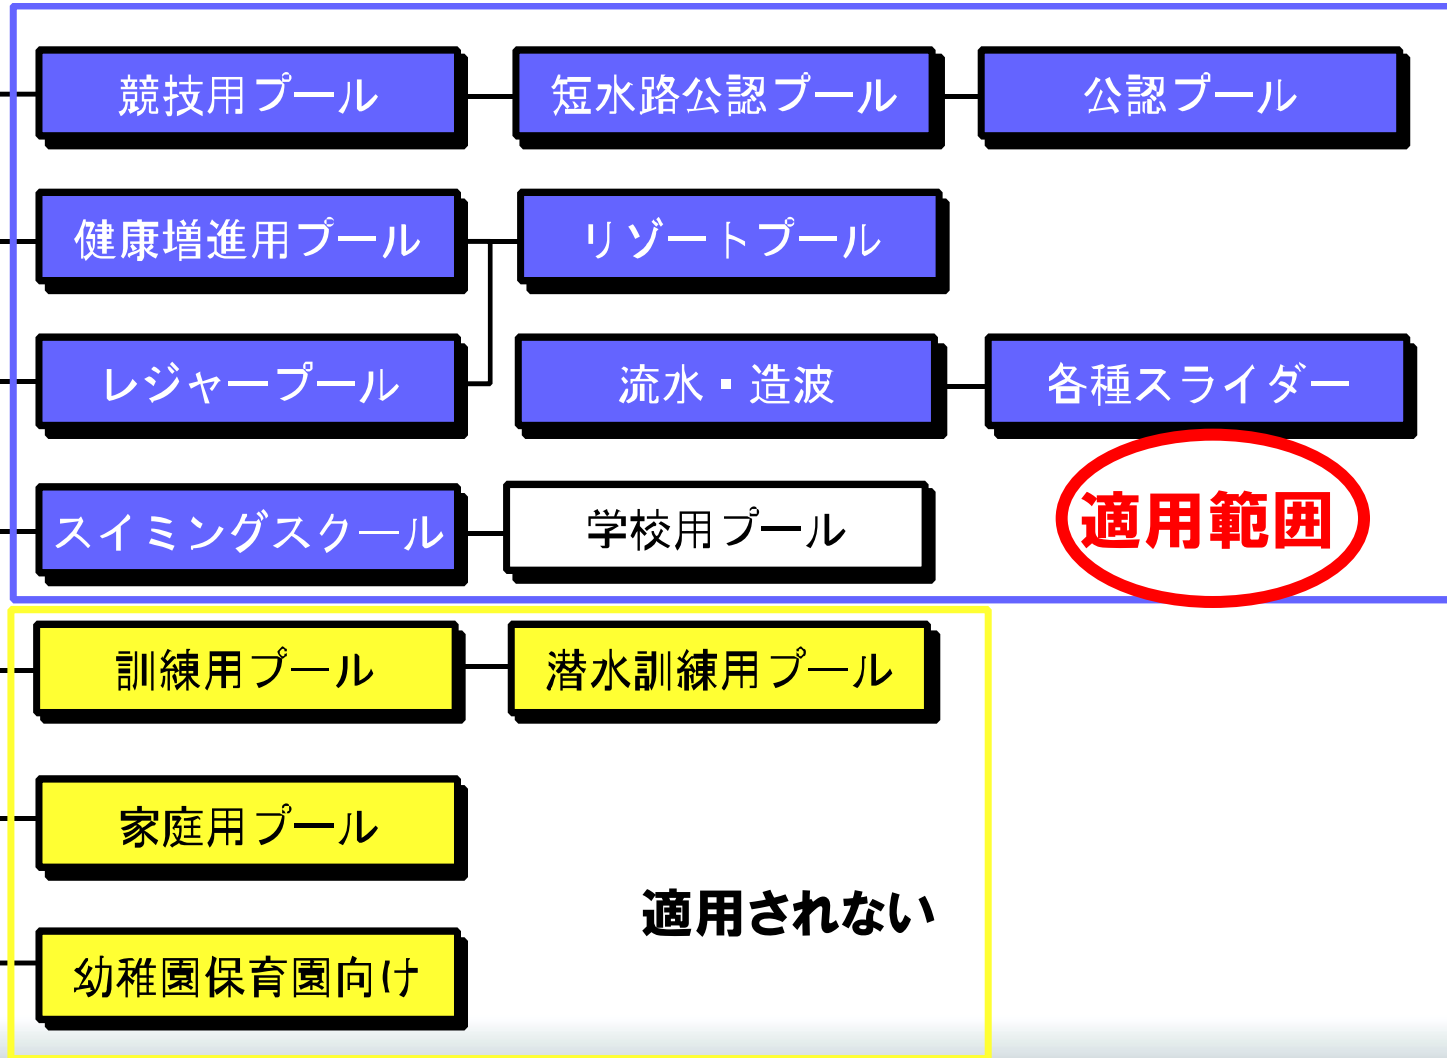 競技用プール
短水路公認プール
公認プール
健康増進用プール
リゾートプール
レジャープール
流水・造波
各種スライダー
スイミングスクール
学校用プール
適用範囲
訓練用プール
潜水訓練用プール
家庭用プール
適用されない
幼稚園保育園向け